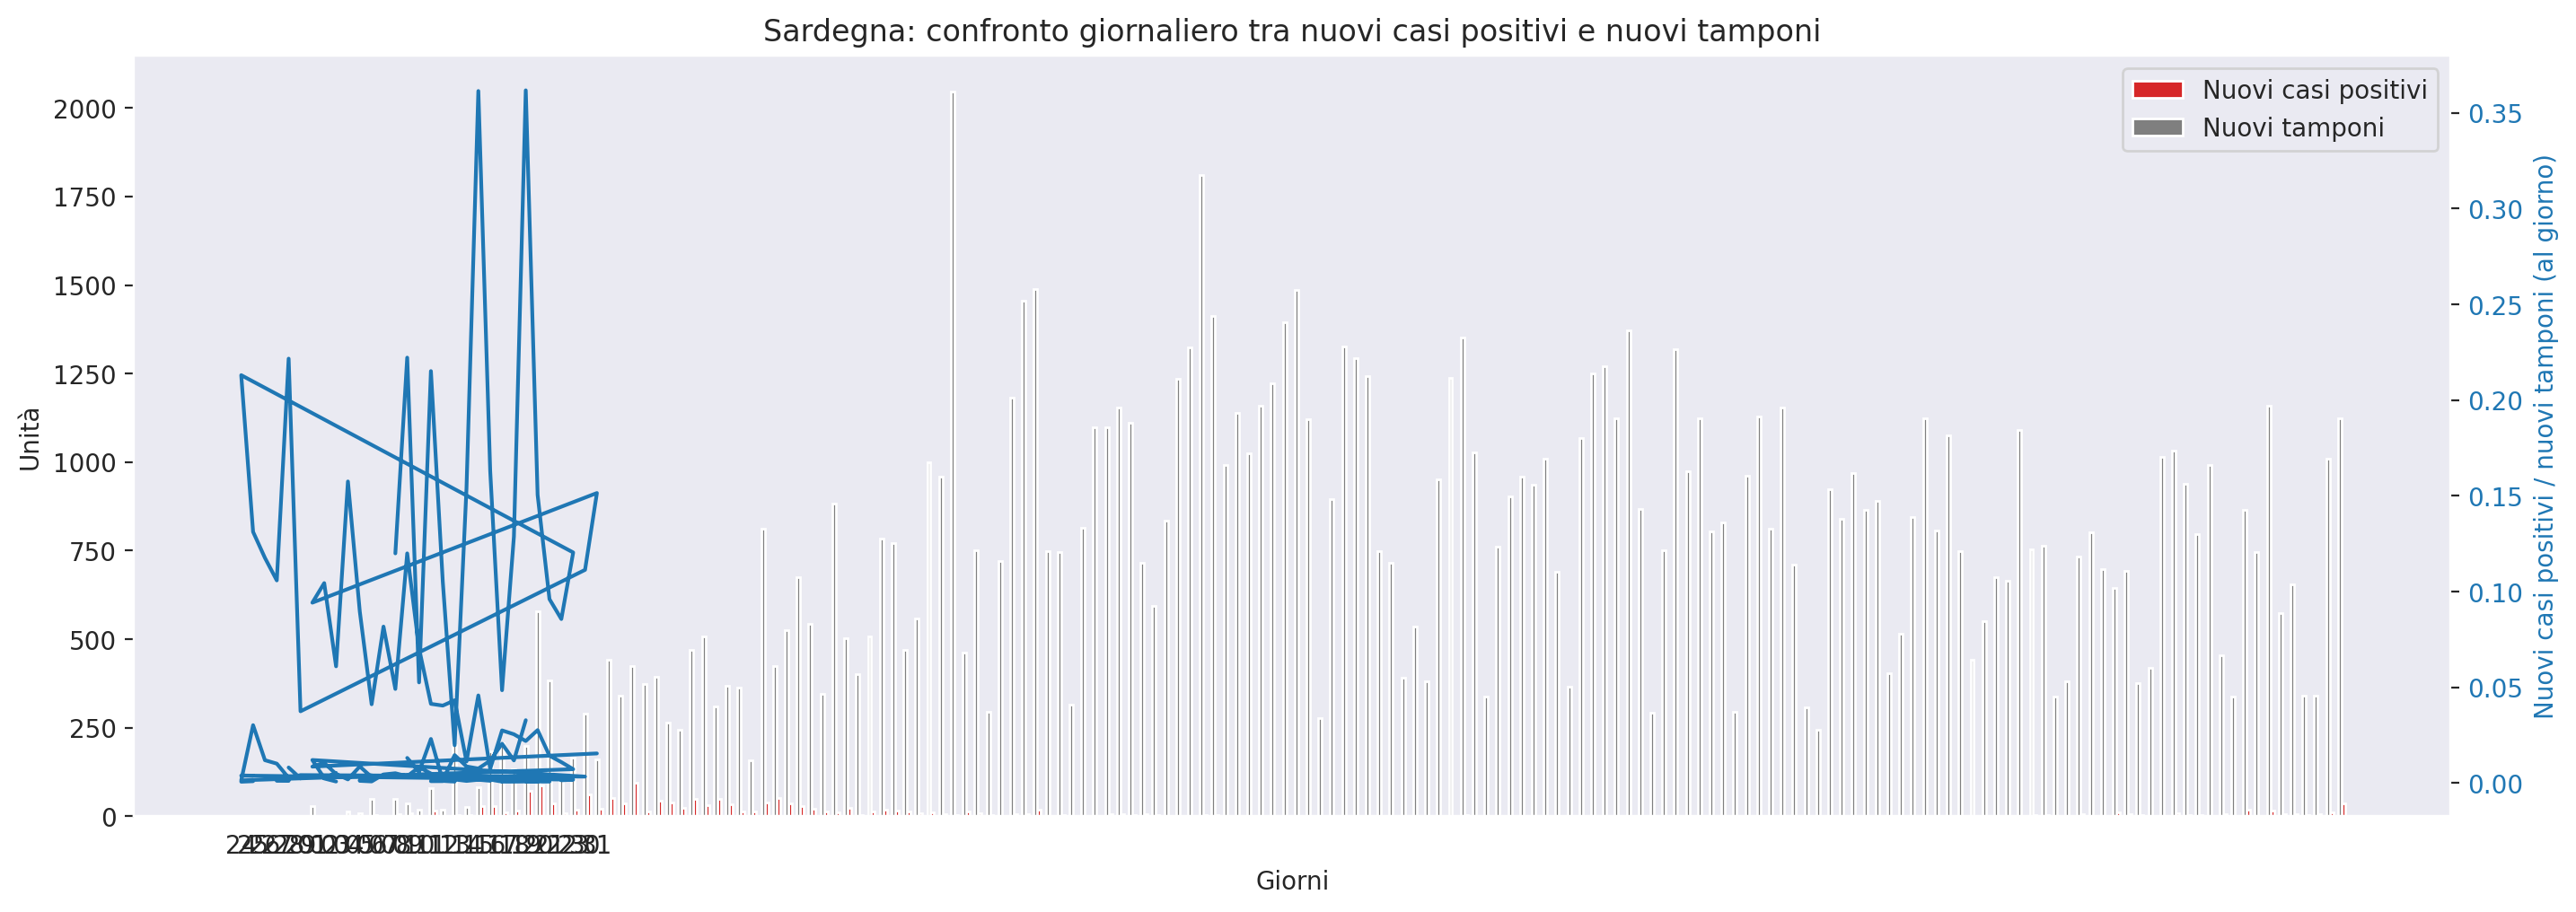 Sardegna: confronto giornaliero tra nuovi casi positivi e nuovi tamponi
Nuovi casi positivi
Nuovi tamponi
2000
1750
1500
1250
1000
750
500
250
0
Unità
0.35
0.30
0.25
0.20
0.15
0.10
0.05
0.00
Nuovi casi positivi / nuovi tamponi (al giorno)
Giorni